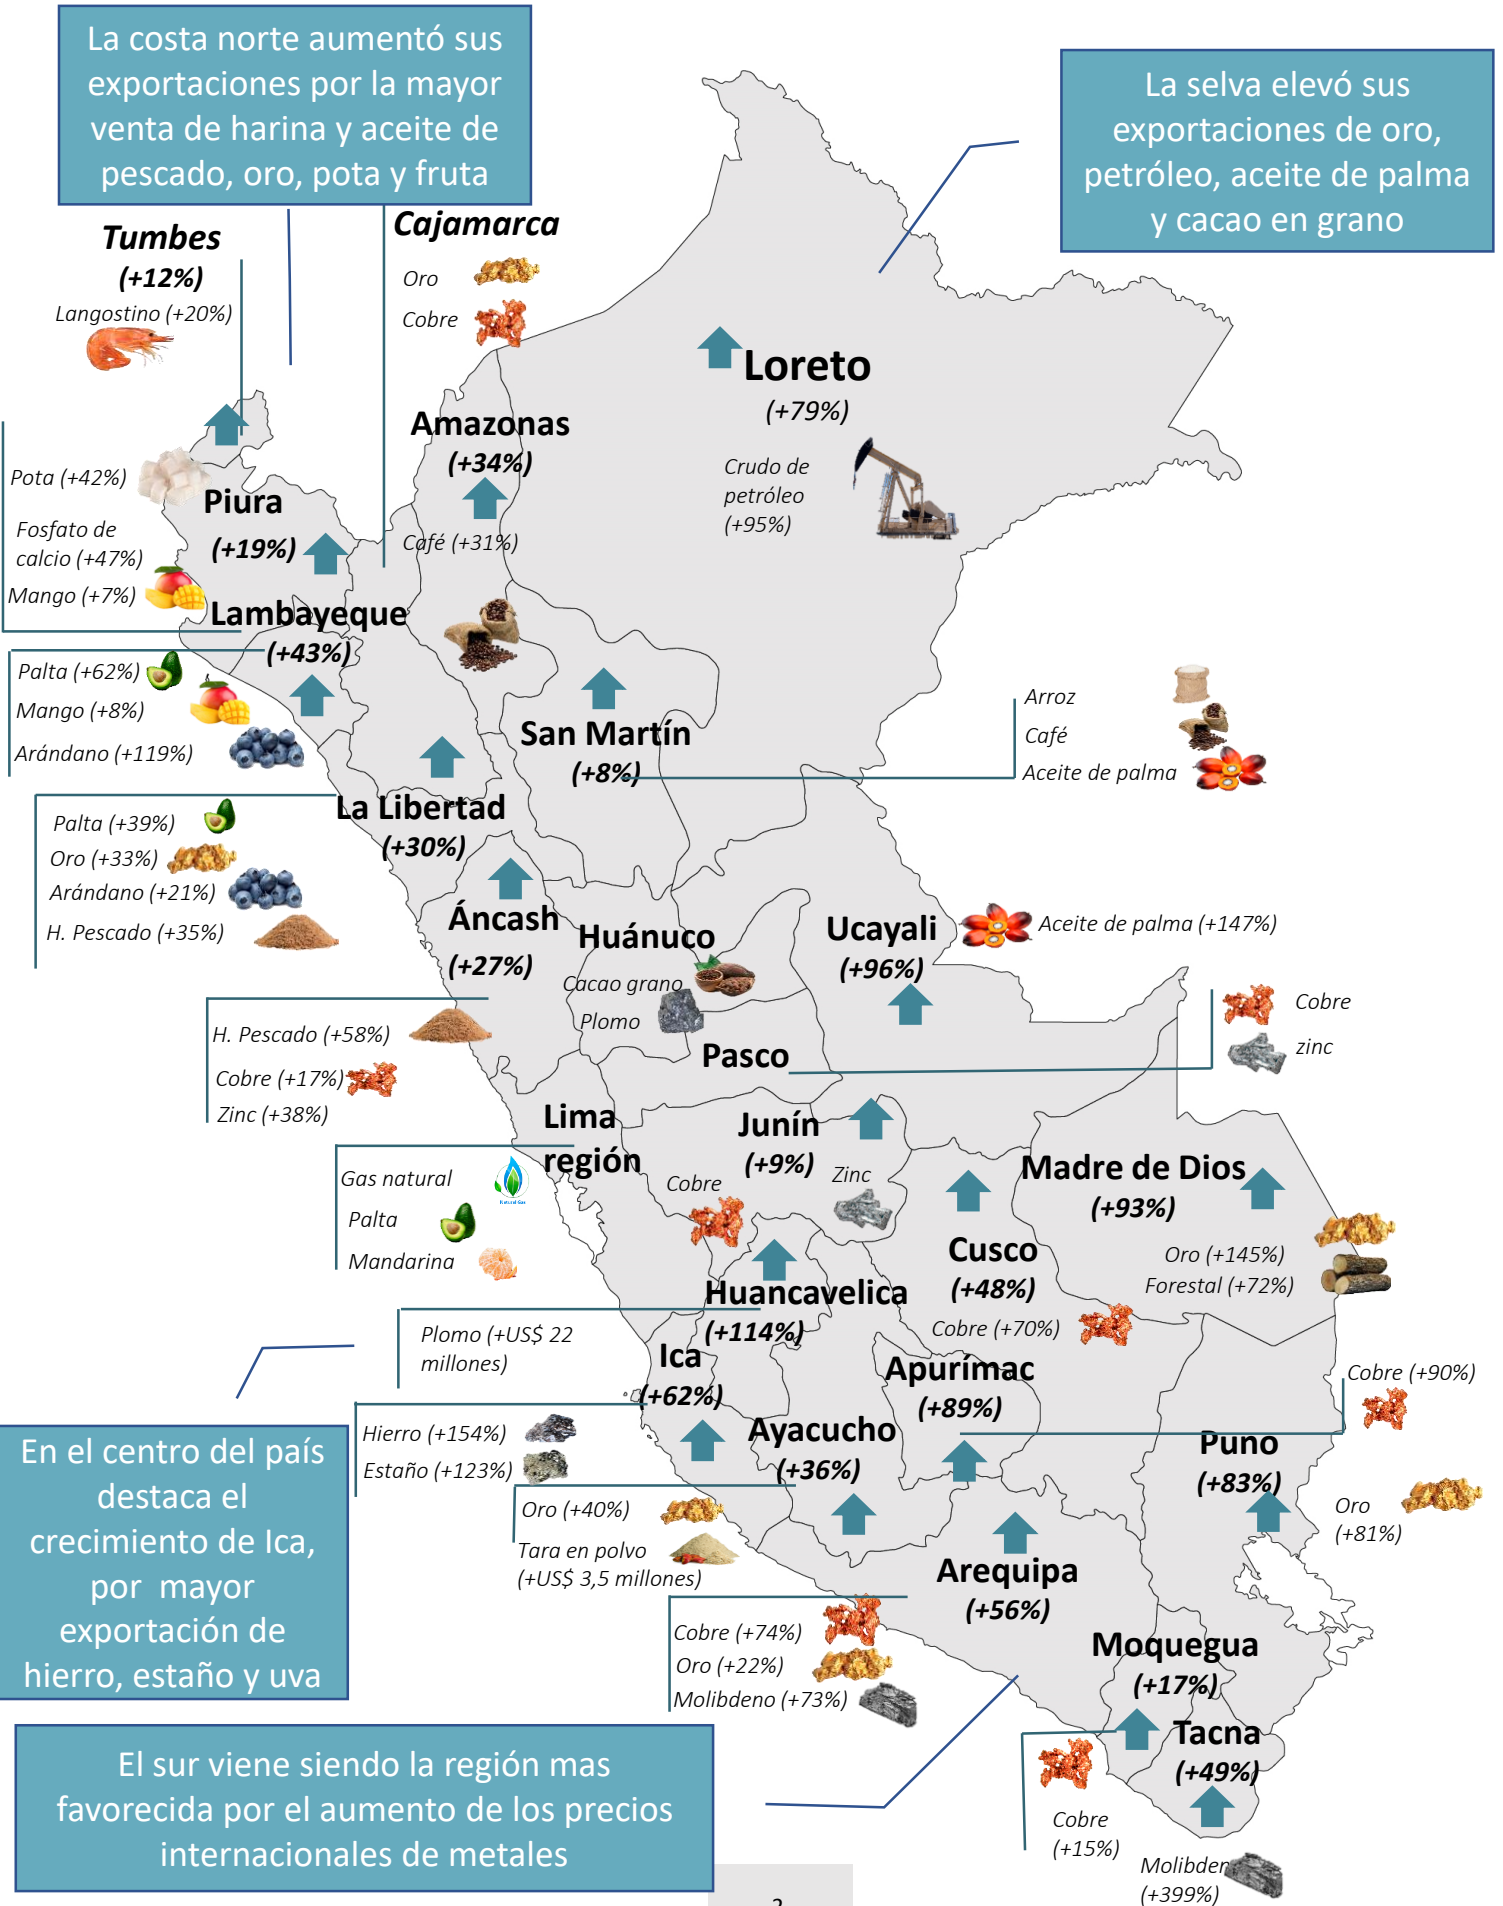 La costa norte aumentó sus
exportaciones por la mayor
venta de harina y aceite de
pescado, oro, pota y fruta
La selva elevó sus
exportaciones de oro,
petróleo, aceite de palma
y cacao en grano
Tumbes
(+12%)
Langostino (+20%)
Cajamarca
Oro
Cobre
Loreto
(+79%)
Crudo de
petróleo
(+95%)
Amazonas
(+34%)
Café (+31%)
Pota (+42%)
Fosfato de
calcio (+47%)
Mango (+7%)
Piura
(+19%)
Lambayeque
(+43%)
Palta (+62%)
Mango (+8%)
Arándano (+119%)
San Martín
(+8%)
Arroz
Café
Aceite de palma
La Libertad
(+30%)
Palta (+39%)
Oro (+33%)
Arándano (+21%)
H. Pescado (+35%)
Áncash
(+27%)
H. Pescado (+58%)
Cobre (+17%)
Zinc (+38%)
Huánuco
Cacao grano
Plomo
Ucayali
(+96%)
Aceite de palma (+147%)
Pasco
Cobre
zinc
Lima
región
Gas natural
Natural Gas
Palta
Mandarina
Junín
(+9%)
Cobre
Zinc
Madre de Dios
(+93%)
Oro (+145%)
Forestal (+72%)
Cusco
(+48%)
Cobre (+70%)
Huancavelica
(+114%)
Plomo (+US$ 22
millones)
Ica
(+62%)
Hierro (+154%)
Estaño (+123%)
Apurímac
(+89%)
Cobre (+90%)
Ayacucho
(+36%)
Oro (+40%)
Tara en polvo
(+US$ 3,5 millones)
Puno
(+83%)
Oro
(+81%)
En el centro del país
destaca el
crecimiento de Ica,
por mayor
exportación de
hierro, estaño y uva
Arequipa
(+56%)
Cobre (+74%)
Oro (+22%)
Molibdeno (+73%)
Moquegua
(+17%)
Cobre
(+15%)
Tacna
(+49%)
Molibden
(+399%)
El sur viene siendo la región mas
favorecida por el aumento de los precios
internacionales de metales